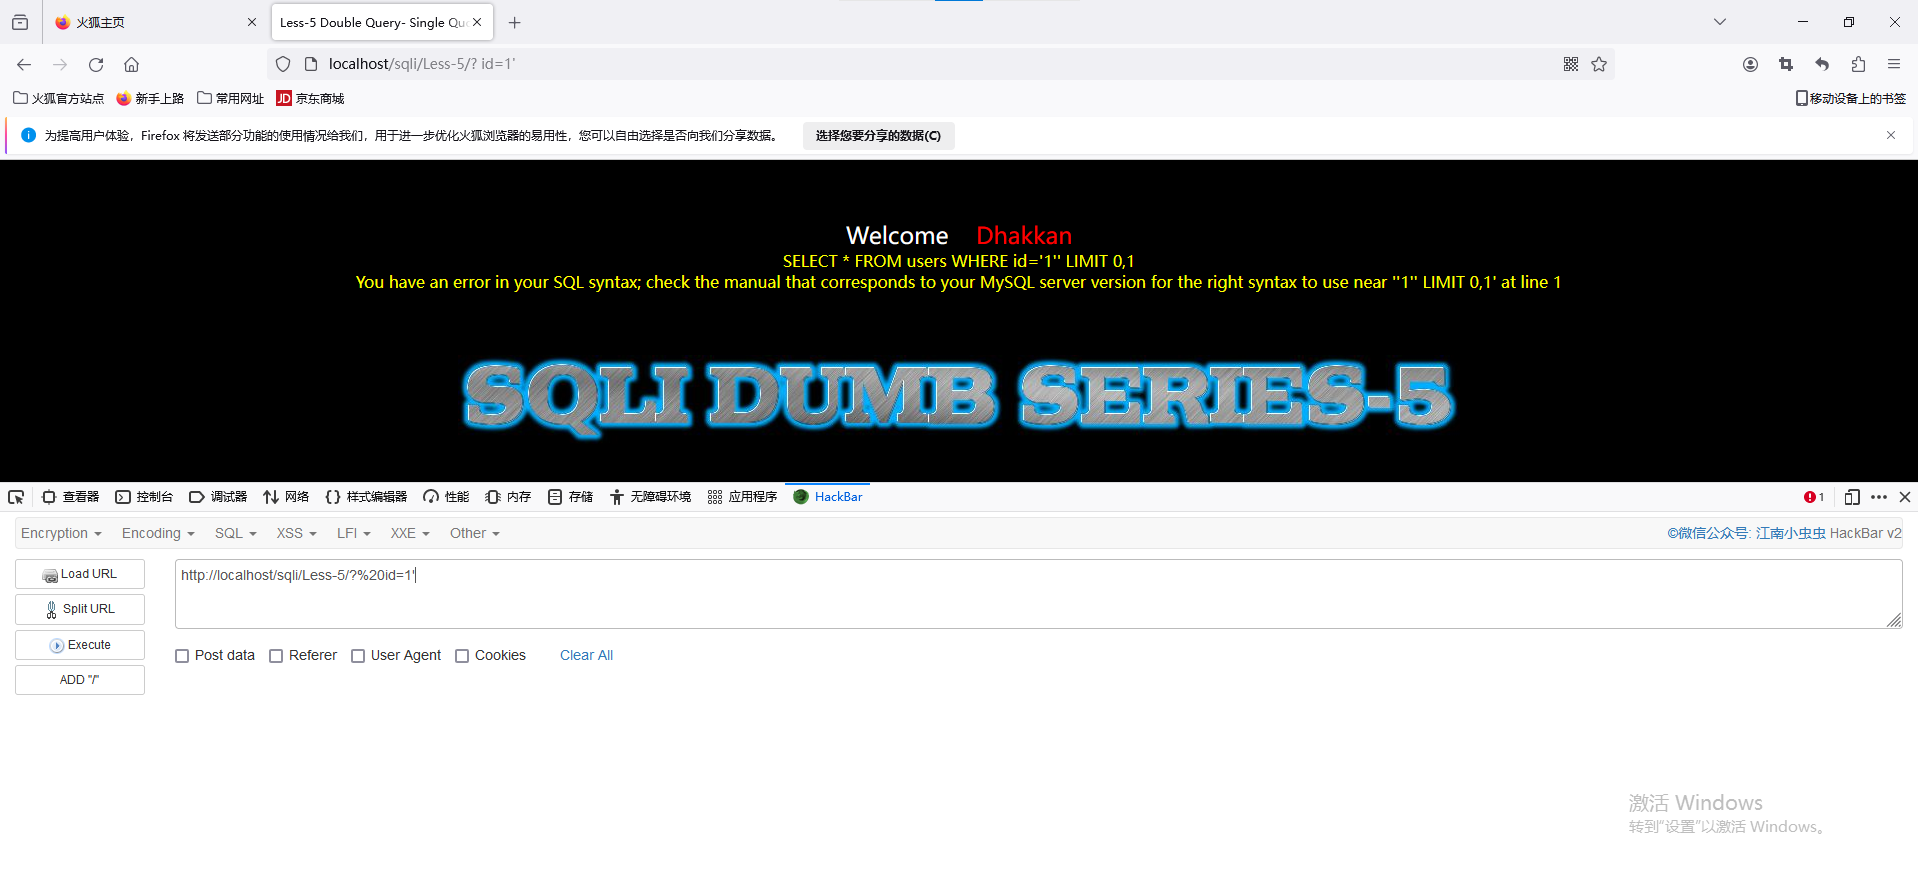 火狐主页
Less-5 Double Query- Single Qu
localhost/sqli/Less-5/? id=1'
火狐官方站点 新手上路 常用网址 JD 京东商城 移动设备上的书签
为提高用户体验，Firefox 将发送部分功能的使用情况给我们，用于进一步优化火狐浏览器的易用性，您可以自由选择是否向我们分享数据。 选择您要分享的数据(C)
Welcome Dhakkan
SELECT * FROM users WHERE id='1'' LIMIT 0,1
You have an error in your SQL syntax; check the manual that corresponds to your MySQL server version for the right syntax to use near ''1'' LIMIT 0,1' at line 1
SQLI DUMB SERIES-5
查看器 控制台 调试器 网络 样式编辑器 性能 内存 存储 无障碍环境 应用程序 HackBar 1
Encryption Encoding SQL XSS LFI XXE Other ©微信公众号: 江南小虫虫 HackBar v2
Load URL http://localhost/sqli/Less-5/?%20id=1'
Split URL
Execute
Post data Referer User Agent Cookies Clear All
ADD "/"
激活 Windows
转到"设置"以激活 Windows。